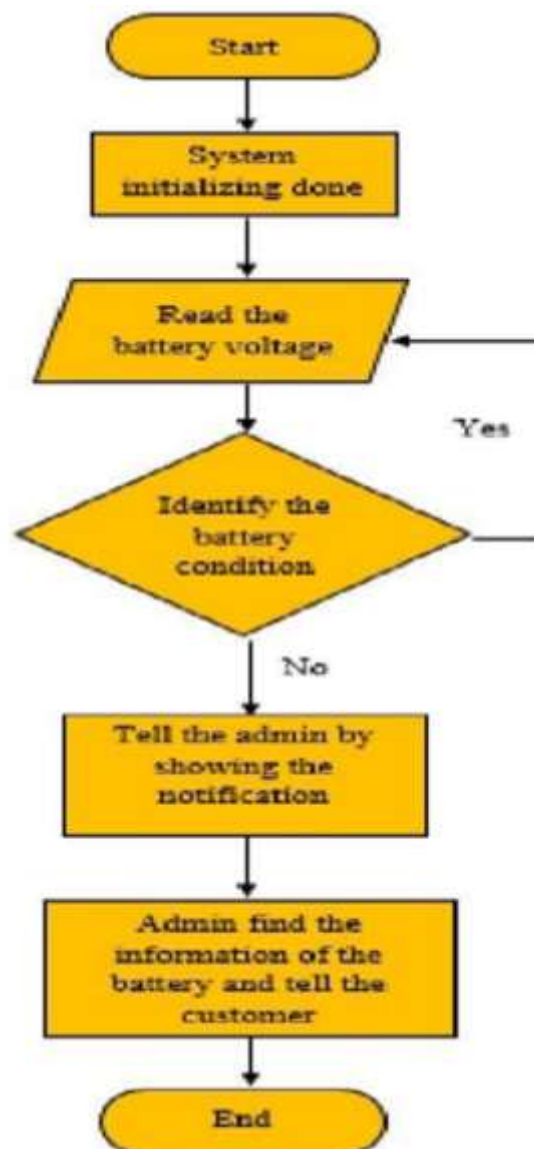 Start
System
initializing done
Read the
battery voltage
Yes
Identify the
battery
condition
No
Tell the admin by
showing the
notification
Admin find the
information of the
battery and tell the
customer
End